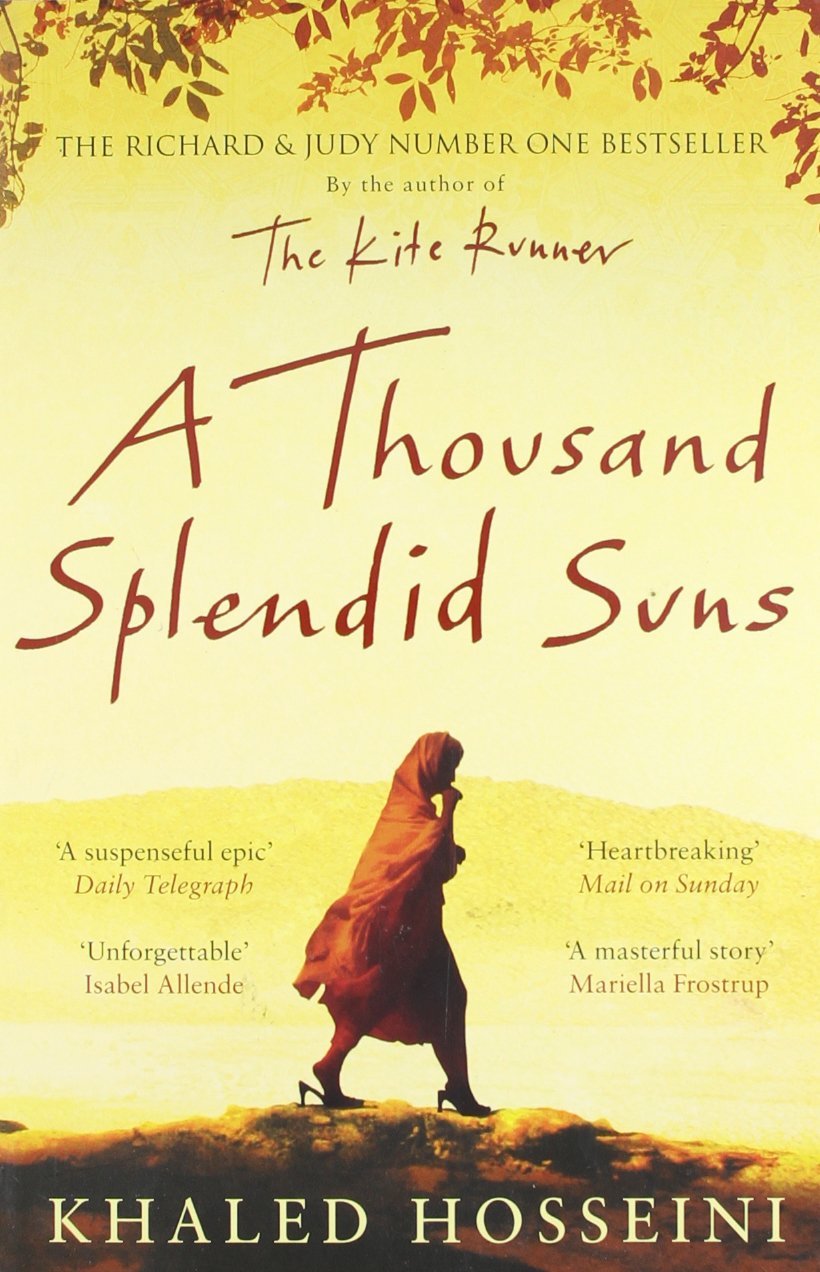 THE RICHARD & JUDY NUMBER ONE BESTSELLER
By the author of
The Kite Runner
A Thousand
Splendid Suns
‘A suspenseful epic’
Daily Telegraph
‘Unforgettable’
Isabel Allende
‘Heartbreaking’
Mail on Sunday
‘A masterful story’
Mariella Frostrup
KHALED HOSSEINI